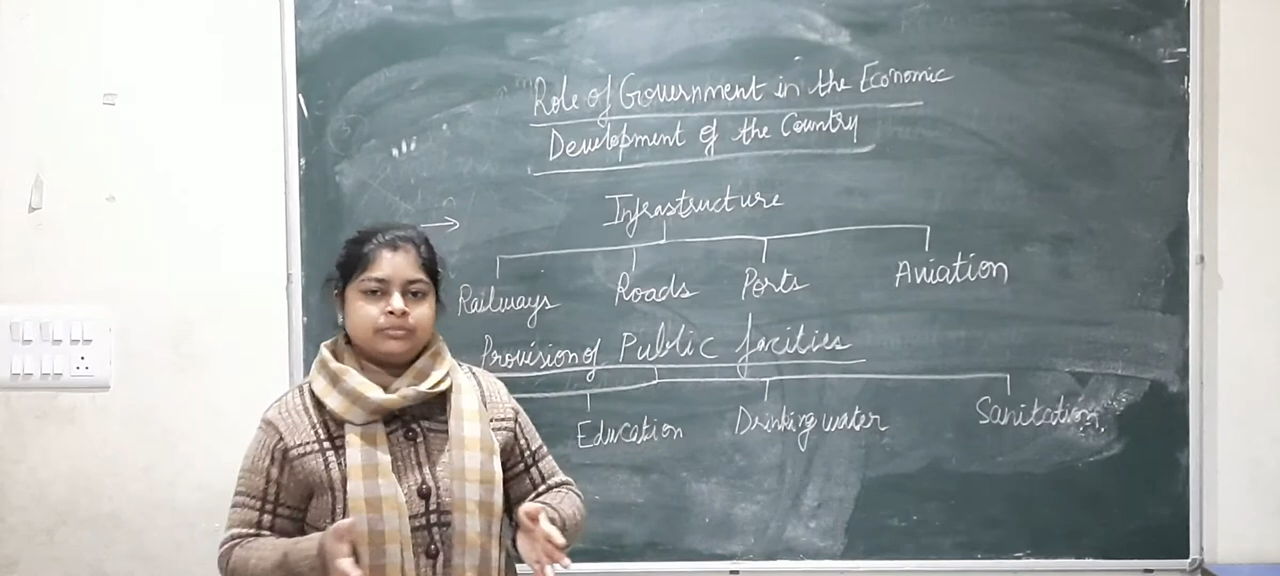 Role of Government in the Economic
Development of the Country
Infrastructure
Railways Roads Ports Aviation
Provision of Public facities
Education Drinking water Sanitation